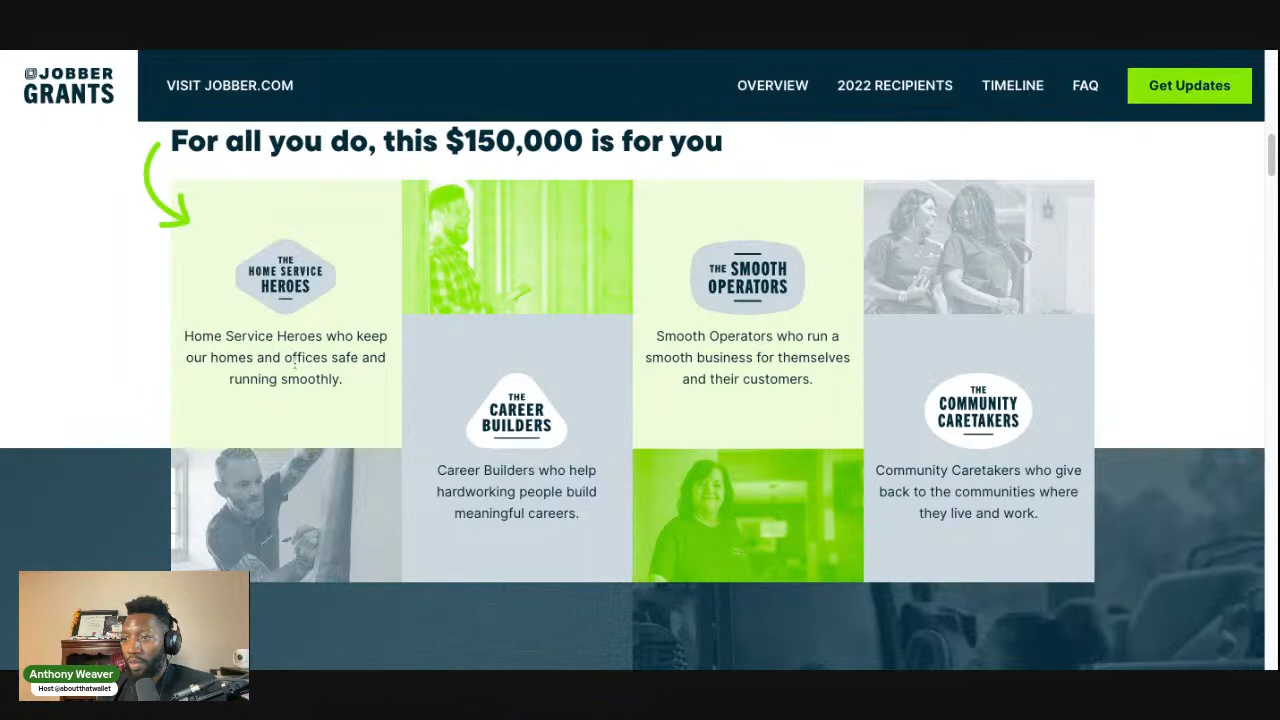 JOBBER
GRANTS
VISIT JOBBER.COM
OVERVIEW
2022 RECIPIENTS
TIMELINE
FAQ
Get Updates
For all you do, this $150,000 is for you
THE
HOME SERVICE
HEROES
Home Service Heroes who keep
our homes and offices safe and
running smoothly.
THE
CAREER
BUILDERS
Career Builders who help
hardworking people build
meaningful careers.
THE SMOOTH
OPERATORS
Smooth Operators who run a
smooth business for themselves
and their customers.
THE
COMMUNITY
CARETAKERS
Community Caretakers who give
back to the communities where
they live and work.
Anthony Weaver
Host @aboutthatwallet